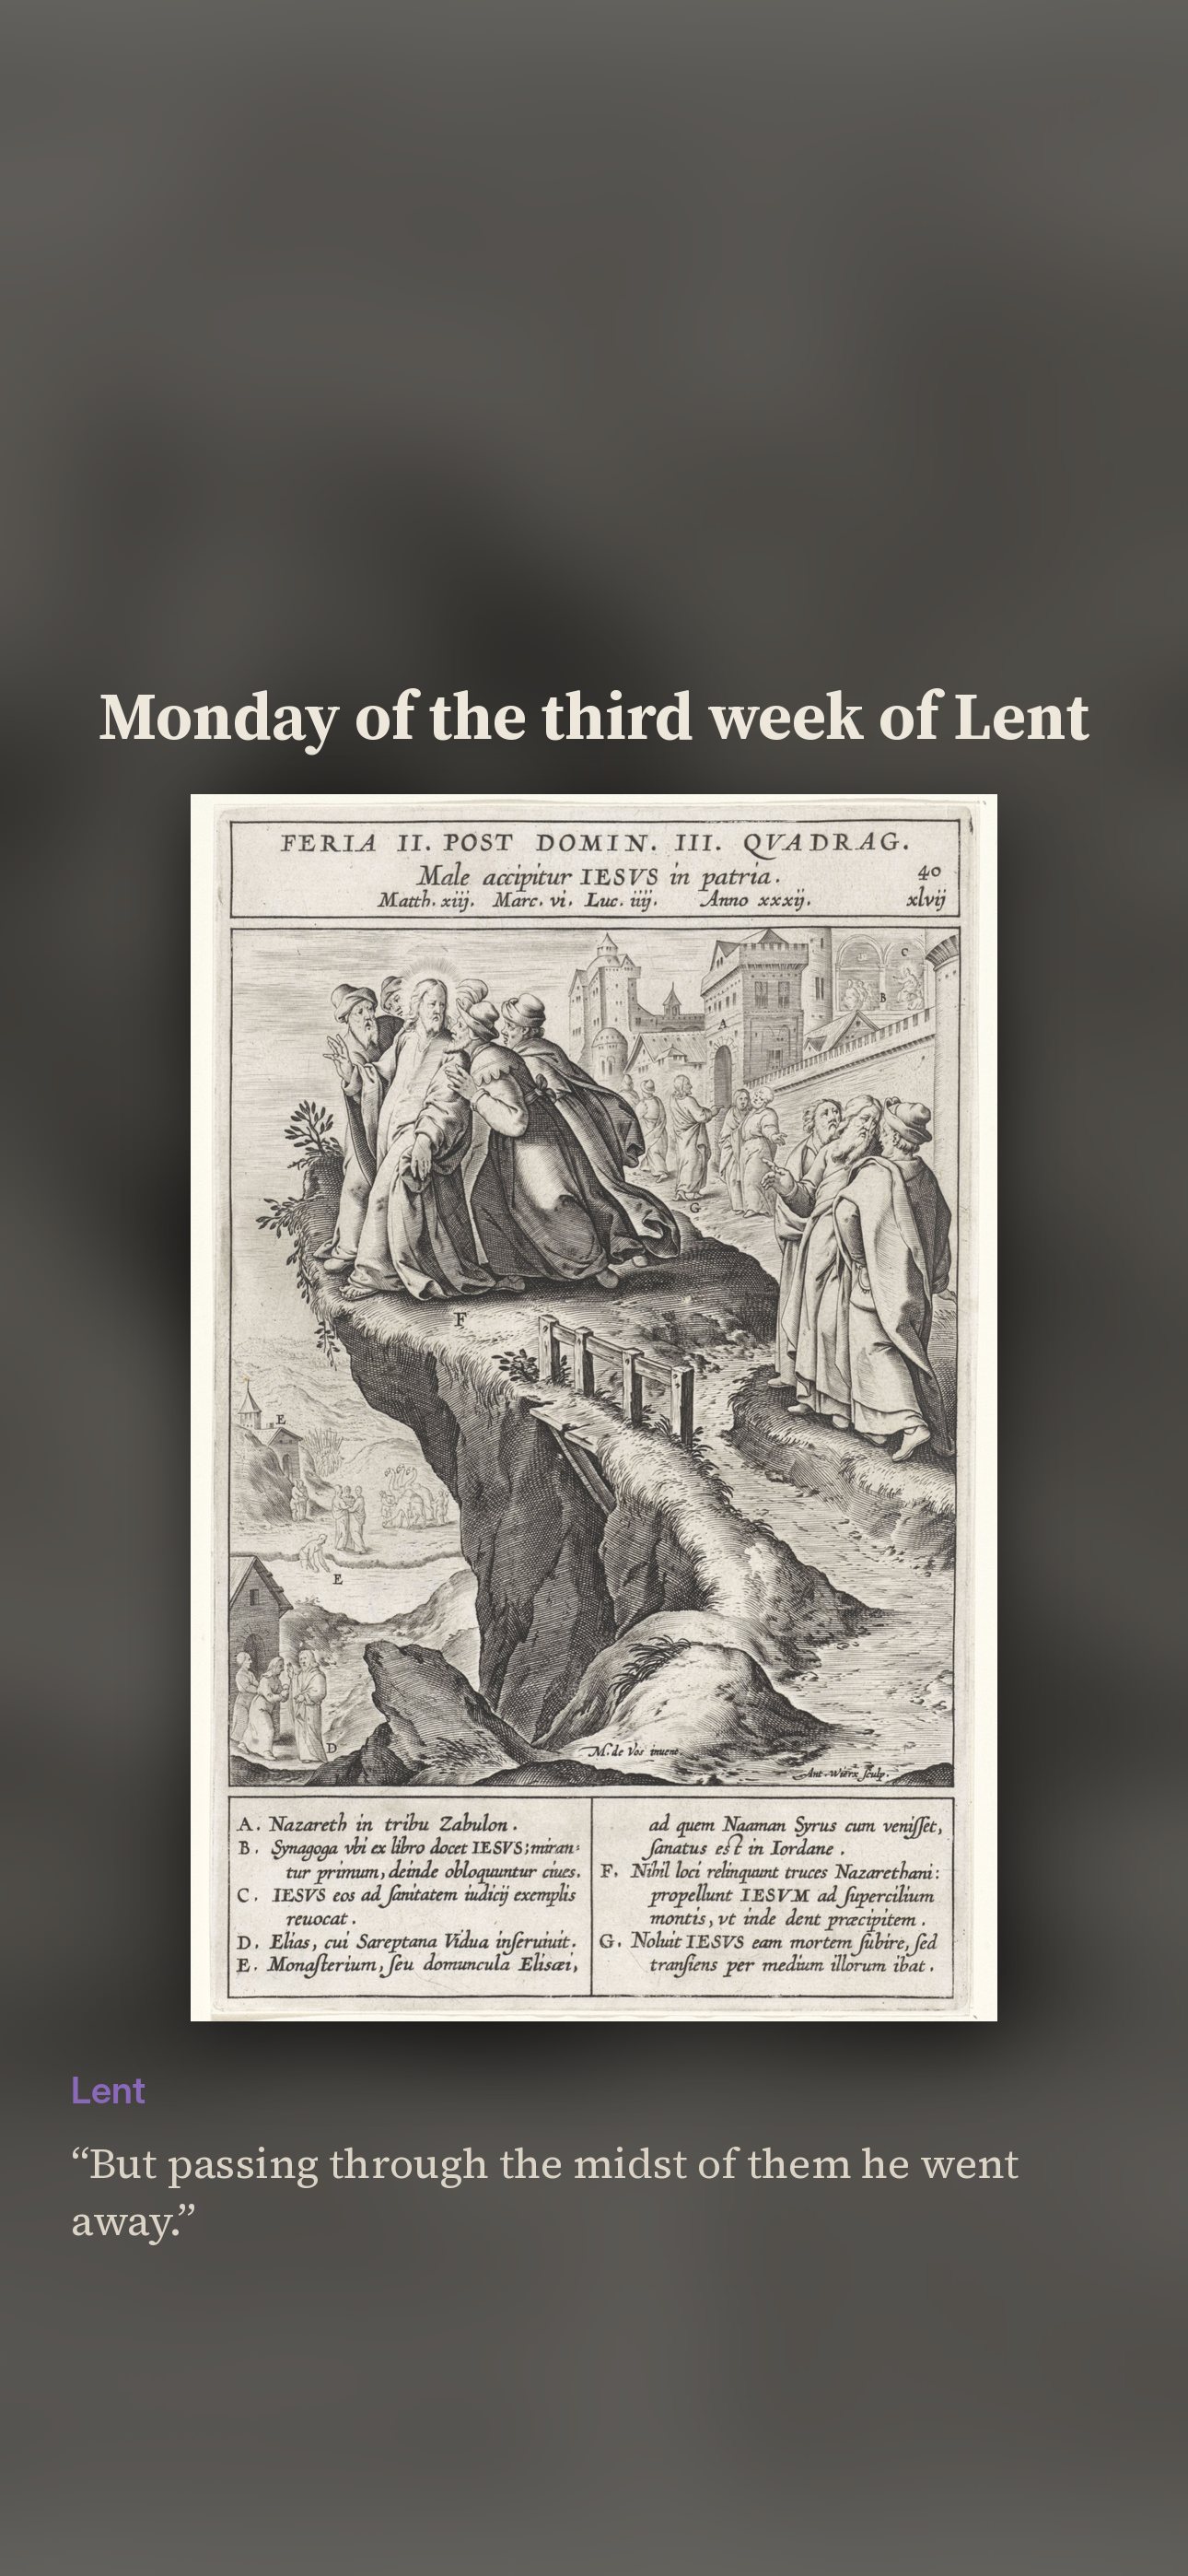 Monday of the third week of Lent
FERIA II. POST DOMIN. III. QVADRAG.
Male accipitur IESVS in patria. 40
Matth. xiij. Marc. vi. Luc. iiij. Anno xxxij. xlvij
C
B
A
G
F
E
E
D
M. de Vos inuent.
Ant. Wierx sculp.
A. Nazareth in tribu Zabulon.
B. Synagoga vbi ex libro docet IESVS; miran=
tur primum, deinde obloquuntur ciues.
C. IESVS eos ad ſanitatem iudicij exemplis
reuocat.
D. Elias, cui Sareptana Vidua inſeruiuit.
E. Monaſterium, ſeu domuncula Elisæi,
ad quem Naaman Syrus cum veniſſet,
ſanatus est in Iordane.
F. Nihil loci relinquunt truces Nazarethani:
propellunt IESVM ad ſupercilium
montis, vt inde dent præcipitem.
G. Noluit IESVS eam mortem ſubire, ſed
tranſiens per medium illorum ibat.
Lent
“But passing through the midst of them he went
away.”